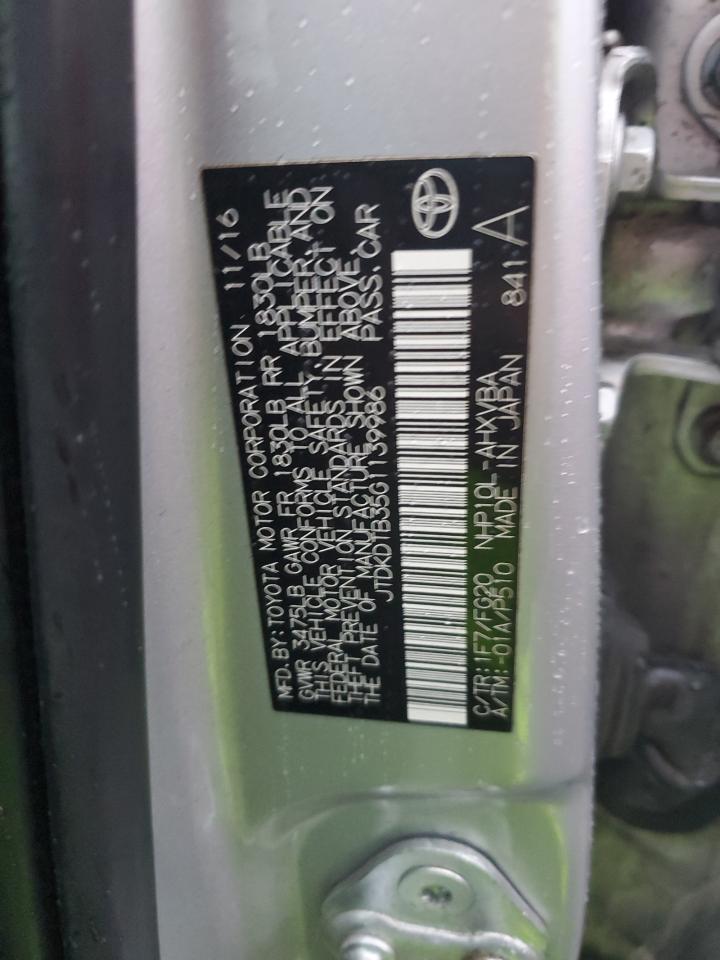 MFD.BY:TOYOTA MOTOR CORPORATION 11/16
GVWR 3475LB GAWR FR 1830LB RR 1830LB
THIS VEHICLE CONFORMS TO ALL APPLICABLE
FEDERAL MOTOR VEHICLE SAFETY, BUMPER, AND
THEFT PREVENTION STANDARDS IN EFFECT ON
THE DATE OF MANUFACTURE SHOWN ABOVE.
JTDKDTB35G1139986 PASS.CAR
C/TR:1F7/FG20 NHP10L-AHXVBA 841A
A/TM:-01A/P510 MADE IN JAPAN